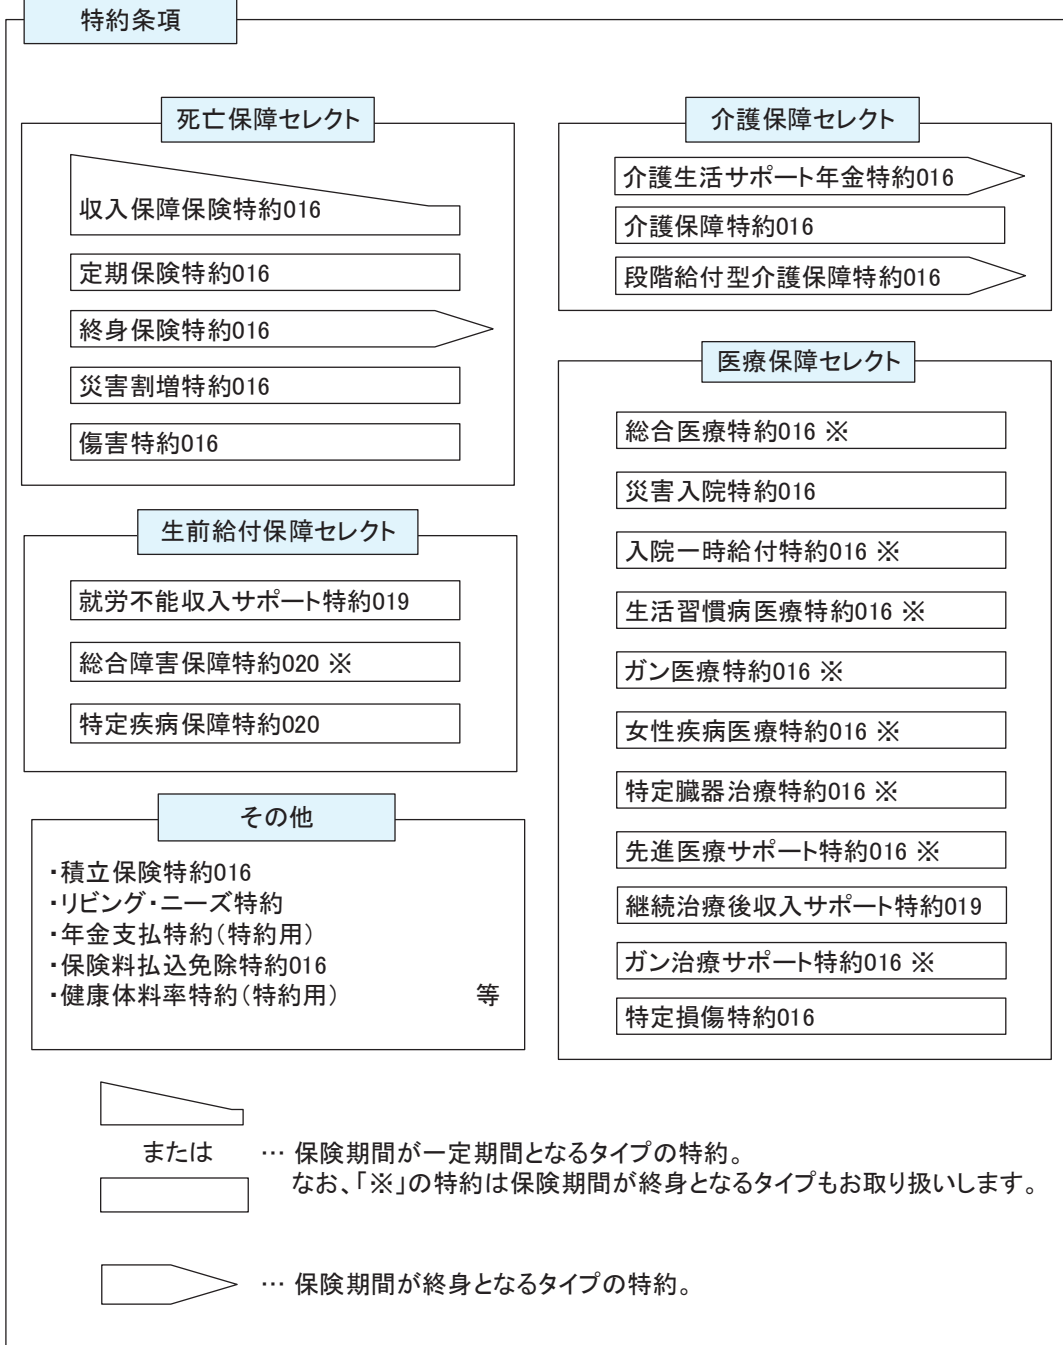 特約条項
死亡保障セレクト
収入保障保険特約016
定期保険特約016
終身保険特約016
災害割増特約016
傷害特約016
生前給付保障セレクト
就労不能収入サポート特約019
総合障害保障特約020 ※
特定疾病保障特約020
その他
・積立保険特約016
・リビング・ニーズ特約
・年金支払特約(特約用)
・保険料払込免除特約016
・健康体料率特約(特約用) 等
介護保障セレクト
介護生活サポート年金特約016
介護保障特約016
段階給付型介護保障特約016
医療保障セレクト
総合医療特約016 ※
災害入院特約016
入院一時給付特約016 ※
生活習慣病医療特約016 ※
ガン医療特約016 ※
女性疾病医療特約016 ※
特定臓器治療特約016 ※
先進医療サポート特約016 ※
継続治療後収入サポート特約019
ガン治療サポート特約016 ※
特定損傷特約016
または … 保険期間が一定期間となるタイプの特約。
なお、「※」の特約は保険期間が終身となるタイプもお取り扱いします。
… 保険期間が終身となるタイプの特約。